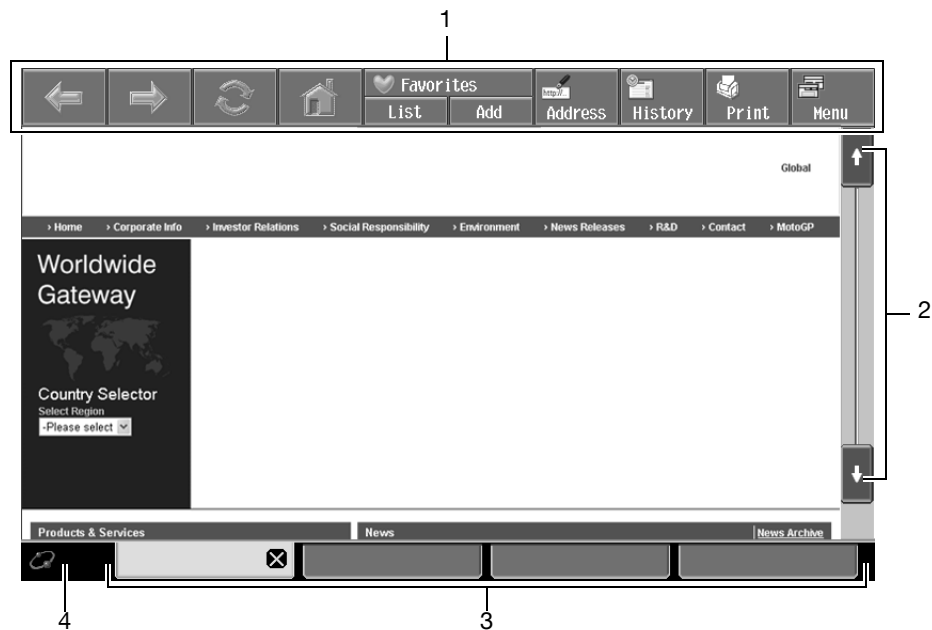 1
Favorites
List Add Address History Print Menu
http://...
Global
› Home › Corporate Info › Investor Relations › Social Responsibility › Environment › News Releases › R&D › Contact › MotoGP
Worldwide
Gateway
2
Country Selector
Select Region
-Please select
Products & Services News News Archive
4 3